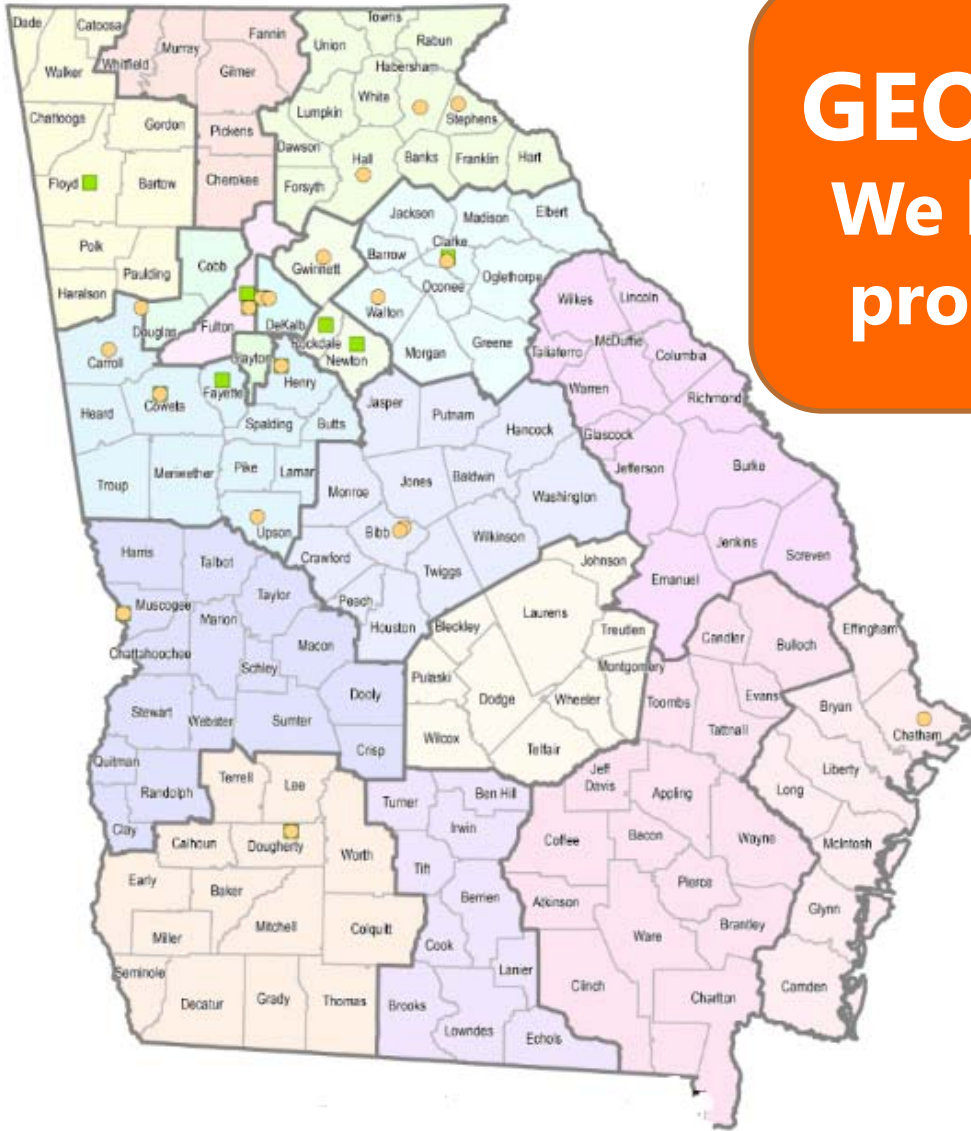 Dade
Catoosa
Towns
Fannin
Union
Rabun
Murray
Whitfield
Walker
Gilmer
Habersham
White
Lumpkin
Chattooga
Gordon
Stephens
Pickens
Dawson
Hall
Banks
Franklin
Hart
Floyd
Bartow
Cherokee
Forsyth
Jackson
Madison
Elbert
Polk
Clarke
Barrow
Cobb
Gwinnett
Paulding
Oglethorpe
Oconee
Haralson
Walton
Wilkes
Lincoln
Douglas
Fulton
DeKalb
Rockdale
Greene
McDuffie
Morgan
Taliaferro
Columbia
Newton
Clayton
Carroll
Henry
Warren
Richmond
Fayette
Coweta
Jasper
Putnam
Heard
Spalding
Butts
Hancock
Glascock
Jefferson
Burke
Meriwether
Pike
Lamar
Troup
Monroe
Jones
Baldwin
Washington
Upson
Bibb
Wilkinson
Jenkins
Screven
Harris
Talbot
Crawford
Twiggs
Johnson
Emanuel
Taylor
Peach
Muscogee
Marion
Houston
Bleckley
Laurens
Treutlen
Candler
Bulloch
Effingham
Macon
Chattahoochee
Schley
Montgomery
Pulaski
Dooly
Dodge
Wheeler
Toombs
Evans
Bryan
Stewart
Webster
Sumter
Tattnall
Chatham
Wilcox
Telfair
Crisp
Quitman
Liberty
Jeff
Davis
Terrell
Lee
Randolph
Turner
Ben Hill
Appling
Long
Clay
Irwin
Calhoun
Dougherty
Coffee
Bacon
Wayne
McIntosh
Worth
Tift
Early
Baker
Pierce
Berrien
Atkinson
Glynn
Miller
Mitchell
Colquitt
Brantley
Cook
Ware
Seminole
Lanier
Clinch
Camden
Decatur
Grady
Thomas
Brooks
Charlton
Lowndes
Echols
GEO
We
pro